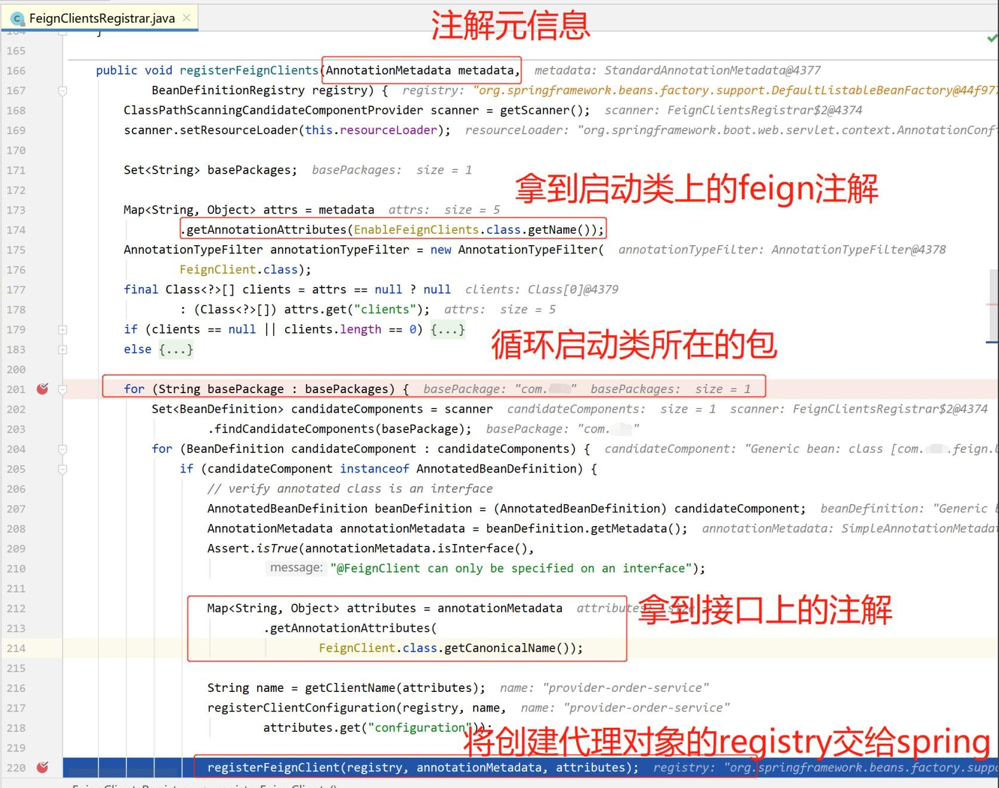 FeignClientsRegistrar.java
注解元信息
164 }
165
166 public void registerFeignClients(AnnotationMetadata metadata, metadata: StandardAnnotationMetadata@4377
167 BeanDefinitionRegistry registry) { registry: "org.springframework.beans.factory.support.DefaultListableBeanFactory@44f977
168 ClassPathScanningCandidateComponentProvider scanner = getScanner(); scanner: FeignClientsRegistrar$2@4374
169 scanner.setResourceLoader(this.resourceLoader); resourceLoader: "org.springframework.boot.web.servlet.context.AnnotationConf
170
171 Set<String> basePackages; basePackages: size = 1
拿到启动类上的feign注解
172
173 Map<String, Object> attrs = metadata attrs: size = 5
174 .getAnnotationAttributes(EnableFeignClients.class.getName());
175 AnnotationTypeFilter annotationTypeFilter = new AnnotationTypeFilter( annotationTypeFilter: AnnotationTypeFilter@4378
176 FeignClient.class);
177 final Class<?>[] clients = attrs == null ? null clients: Class[0]@4379
178 : (Class<?>[]) attrs.get("clients"); attrs: size = 5
179 if (clients == null || clients.length == 0) {...}
循环启动类所在的包
183 else {...}
200
201 for (String basePackage : basePackages) { basePackage: "com. " basePackages: size = 1
202 Set<BeanDefinition> candidateComponents = scanner candidateComponents: size = 1 scanner: FeignClientsRegistrar$2@4374
203 .findCandidateComponents(basePackage); basePackage: "com. "
204 for (BeanDefinition candidateComponent : candidateComponents) { candidateComponent: "Generic bean: class [com. .feign.
205 if (candidateComponent instanceof AnnotatedBeanDefinition) {
206 // verify annotated class is an interface
207 AnnotatedBeanDefinition beanDefinition = (AnnotatedBeanDefinition) candidateComponent; beanDefinition: "Generic
208 AnnotationMetadata annotationMetadata = beanDefinition.getMetadata(); annotationMetadata: SimpleAnnotationMetadat
209 Assert.isTrue(annotationMetadata.isInterface(),
210 message: "@FeignClient can only be specified on an interface");
211
212 Map<String, Object> attributes = annotationMetadata attributes: size
拿到接口上的注解
213 .getAnnotationAttributes(
214 FeignClient.class.getCanonicalName());
215
216 String name = getClientName(attributes); name: "provider-order-service"
217 registerClientConfiguration(registry, name, name: "provider-order-service"
218 attributes.get("configuration"));
将创建代理对象的registry交给spring
219
220 registerFeignClient(registry, annotationMetadata, attributes); registry: "org.springframework.beans.factory.supp